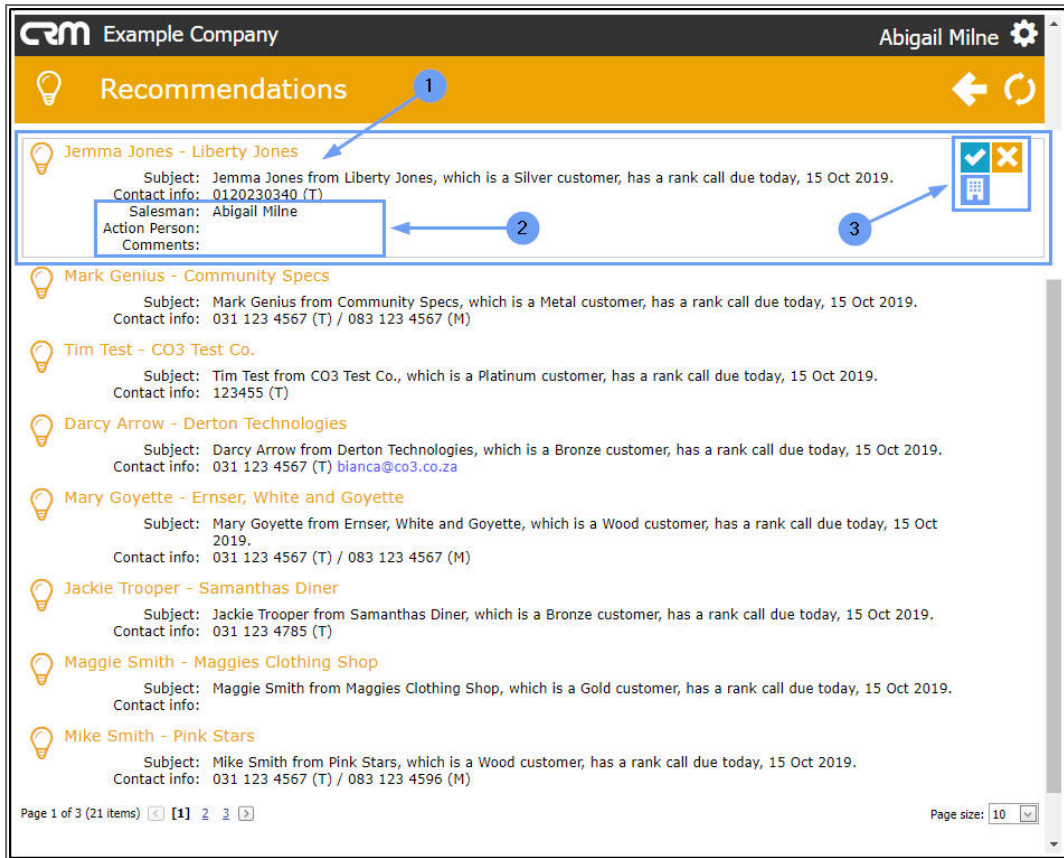 CRM Example Company
Abigail Milne
Recommendations
1
Jemma Jones - Liberty Jones
Subject: Jemma Jones from Liberty Jones, which is a Silver customer, has a rank call due today, 15 Oct 2019.
Contact info: 0120230340 (T)
Salesman: Abigail Milne
Action Person:
Comments:
2
3
Mark Genius - Community Specs
Subject: Mark Genius from Community Specs, which is a Metal customer, has a rank call due today, 15 Oct 2019.
Contact info: 031 123 4567 (T) / 083 123 4567 (M)
Tim Test - CO3 Test Co.
Subject: Tim Test from CO3 Test Co., which is a Platinum customer, has a rank call due today, 15 Oct 2019.
Contact info: 123455 (T)
Darcy Arrow - Derton Technologies
Subject: Darcy Arrow from Derton Technologies, which is a Bronze customer, has a rank call due today, 15 Oct 2019.
Contact info: 031 123 4567 (T) bianca@co3.co.za
Mary Goyette - Ernser, White and Goyette
Subject: Mary Goyette from Ernser, White and Goyette, which is a Wood customer, has a rank call due today, 15 Oct
2019.
Contact info: 031 123 4567 (T) / 083 123 4567 (M)
Jackie Trooper - Samanthas Diner
Subject: Jackie Trooper from Samanthas Diner, which is a Bronze customer, has a rank call due today, 15 Oct 2019.
Contact info: 031 123 4785 (T)
Maggie Smith - Maggies Clothing Shop
Subject: Maggie Smith from Maggies Clothing Shop, which is a Gold customer, has a rank call due today, 15 Oct 2019.
Contact info:
Mike Smith - Pink Stars
Subject: Mike Smith from Pink Stars, which is a Wood customer, has a rank call due today, 15 Oct 2019.
Contact info: 031 123 4567 (T) / 083 123 4596 (M)
Page 1 of 3 (21 items) < [1] 2 3 >
Page size: 10